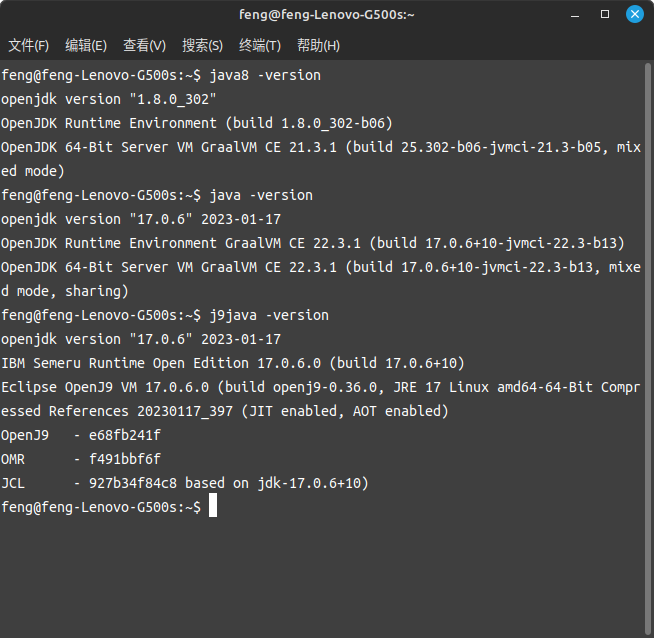 feng@feng-Lenovo-G500s:~
文件(F) 编辑(E) 查看(V) 搜索(S) 终端(T) 帮助(H)
feng@feng-Lenovo-G500s:~$ java8 -version
openjdk version "1.8.0_302"
OpenJDK Runtime Environment (build 1.8.0_302-b06)
OpenJDK 64-Bit Server VM GraalVM CE 21.3.1 (build 25.302-b06-jvmci-21.3-b05, mix
ed mode)
feng@feng-Lenovo-G500s:~$ java -version
openjdk version "17.0.6" 2023-01-17
OpenJDK Runtime Environment GraalVM CE 22.3.1 (build 17.0.6+10-jvmci-22.3-b13)
OpenJDK 64-Bit Server VM GraalVM CE 22.3.1 (build 17.0.6+10-jvmci-22.3-b13, mixe
d mode, sharing)
feng@feng-Lenovo-G500s:~$ j9java -version
openjdk version "17.0.6" 2023-01-17
IBM Semeru Runtime Open Edition 17.0.6.0 (build 17.0.6+10)
Eclipse OpenJ9 VM 17.0.6.0 (build openj9-0.36.0, JRE 17 Linux amd64-64-Bit Compr
essed References 20230117_397 (JIT enabled, AOT enabled)
OpenJ9   - e68fb241f
OMR      - f491bbf6f
JCL      - 927b34f84c8 based on jdk-17.0.6+10)
feng@feng-Lenovo-G500s:~$